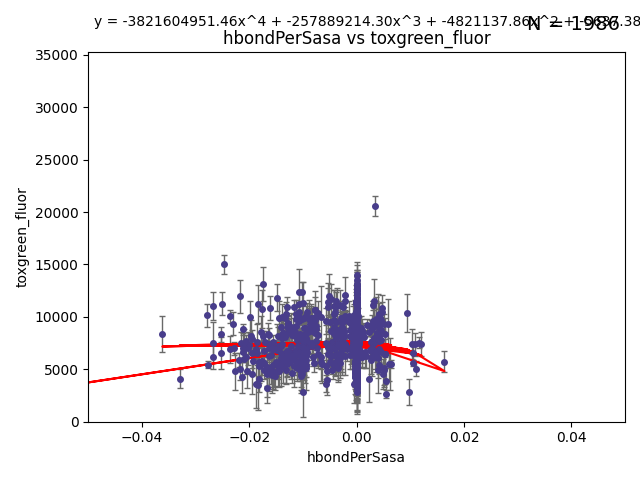 y = -3821604951.46x^4 + -257889214.30x^3 + -4821137.86x^2 +
N = 1986
hbondPerSasa vs toxgreen_fluor
35000
30000
25000
20000
15000
10000
5000
0
toxgreen_fluor
−0.04
−0.02
0.00
0.02
0.04
hbondPerSasa